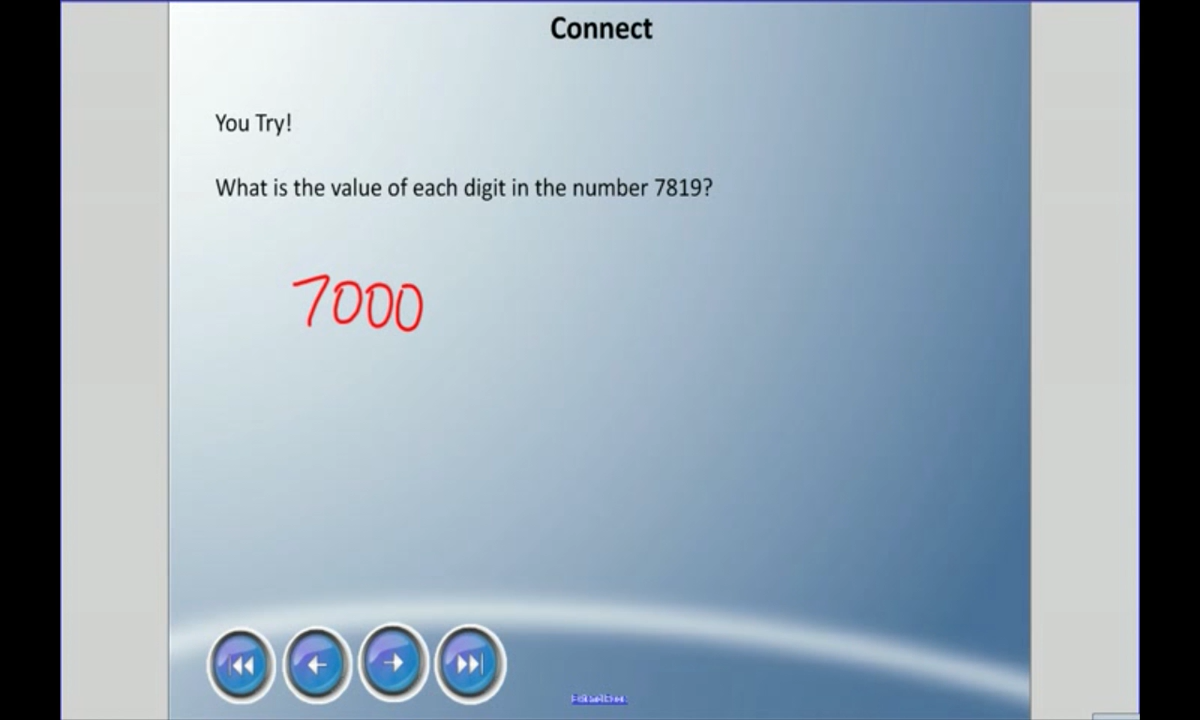 Connect
You Try!
What is the value of each digit in the number 7819?
7000